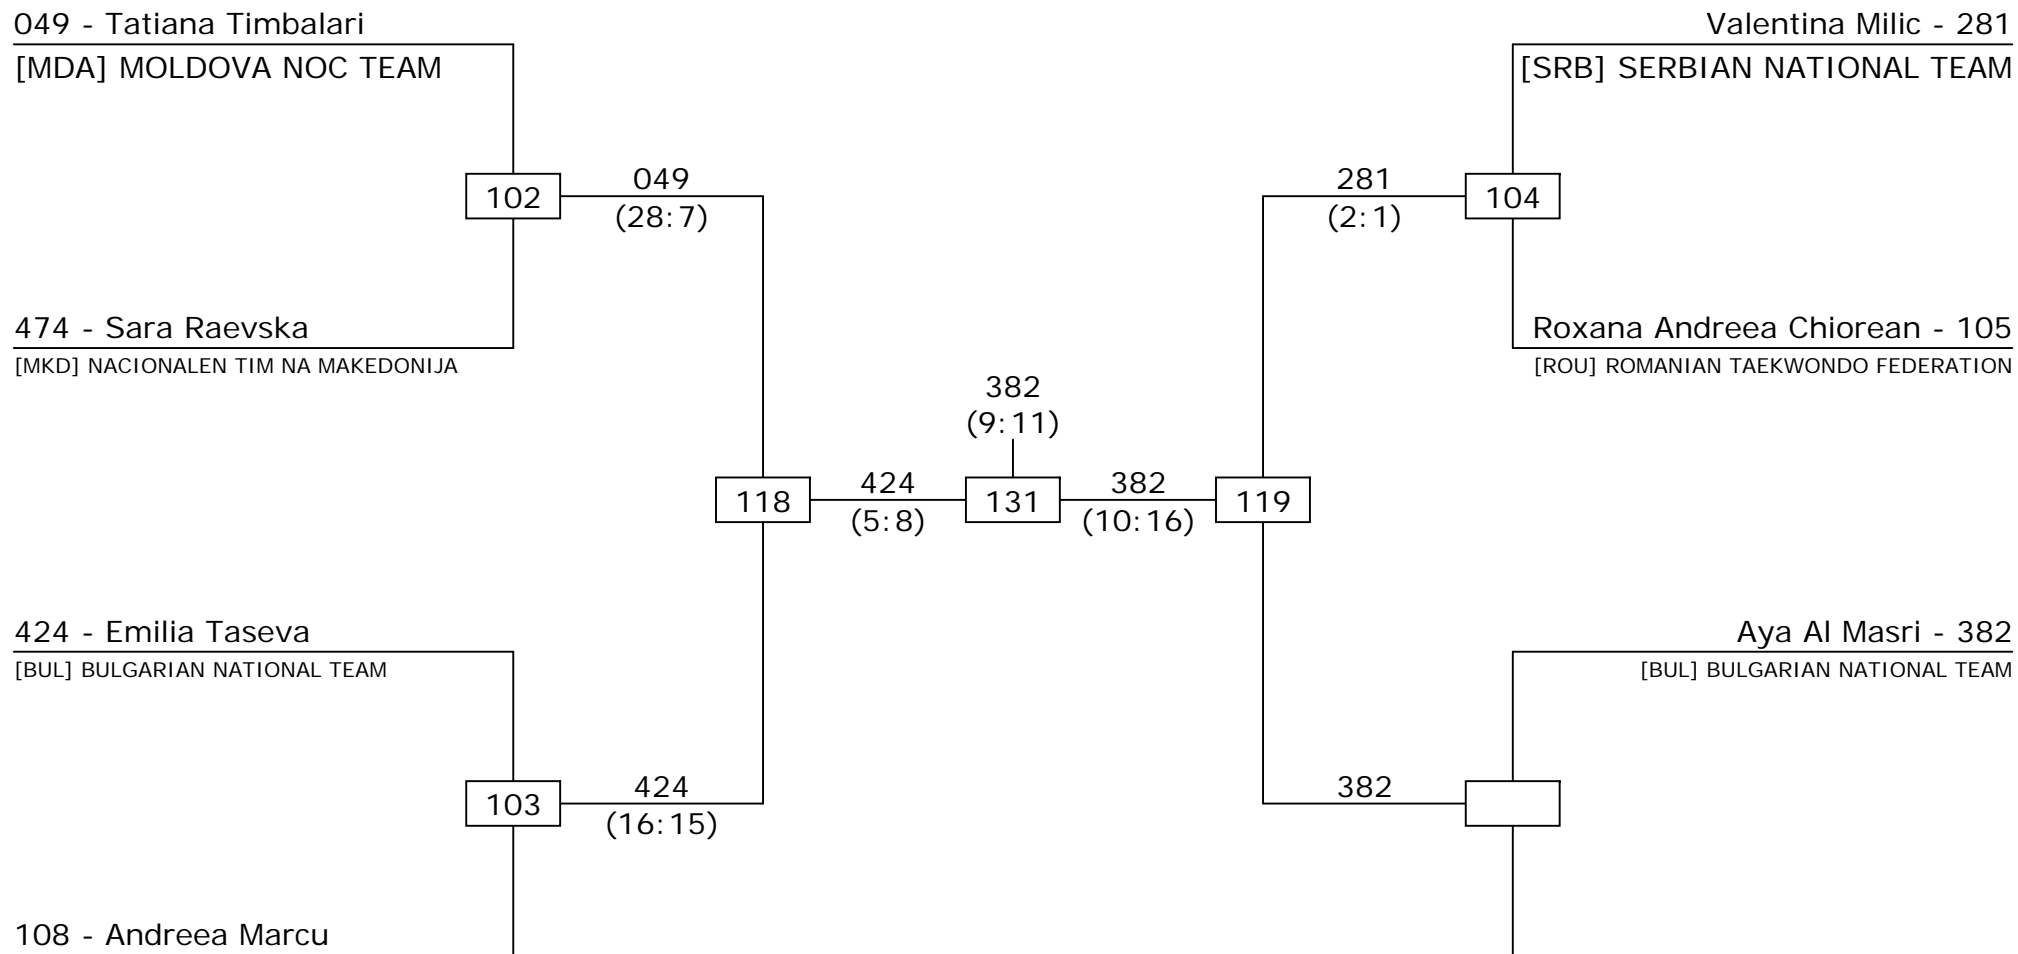 049 - Tatiana Timbalari
[MDA] MOLDOVA NOC TEAM
Valentina Milic - 281
[SRB] SERBIAN NATIONAL TEAM
102
049
(28:7)
281
(2:1)
104
474 - Sara Raevska
[MKD] NACIONALEN TIM NA MAKEDONIJA
Roxana Andreea Chiorean - 105
[ROU] ROMANIAN TAEKWONDO FEDERATION
382
(9:11)
118
424
(5:8)
131
382
(10:16)
119
424 - Emilia Taseva
[BUL] BULGARIAN NATIONAL TEAM
Aya Al Masri - 382
[BUL] BULGARIAN NATIONAL TEAM
103
424
(16:15)
382
108 - Andreea Marcu